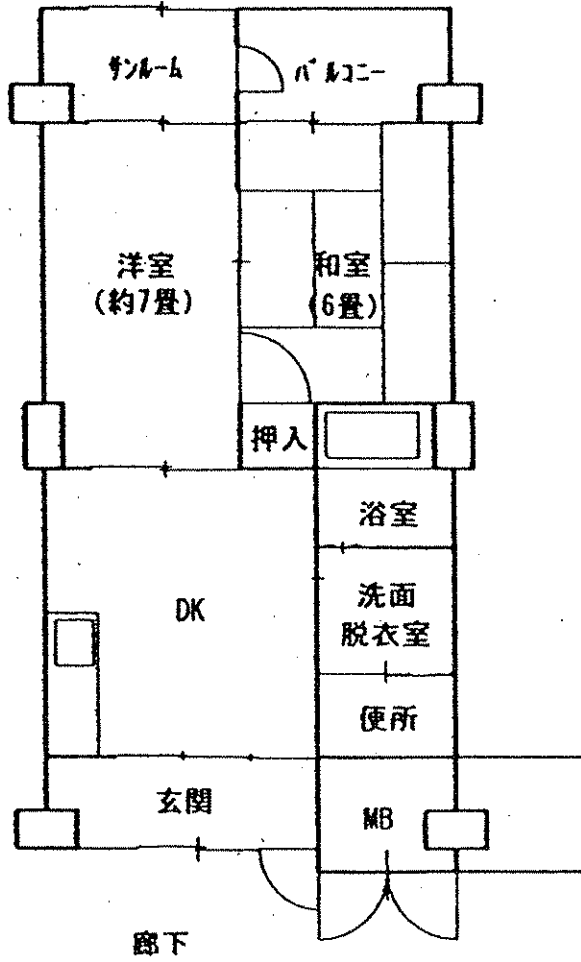 サンルーム
バルコニー
洋室
(約7畳)
和室
(6畳)
押入
浴室
DK
洗面
脱衣室
便所
玄関
MB
廊下